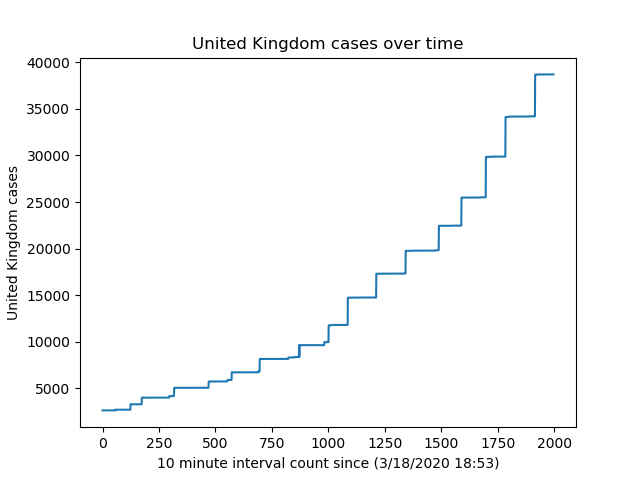 United Kingdom cases over time
40000
35000
30000
25000
20000
15000
10000
5000
United Kingdom cases
0 250 500 750 1000 1250 1500 1750 2000
10 minute interval count since (3/18/2020 18:53)